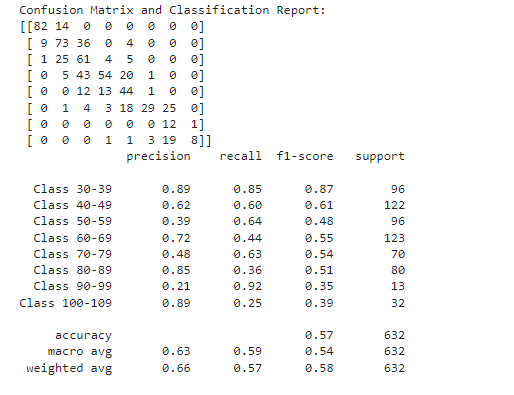 Confusion Matrix and Classification Report:
[[82 14  0  0  0  0  0  0]
 [ 9 73 36  0  4  0  0  0]
 [ 1 25 61  4  5  0  0  0]
 [ 0  5 43 54 20  1  0  0]
 [ 0  0 12 13 44  1  0  0]
 [ 0  1  4  3 18 29 25  0]
 [ 0  0  0  0  0  0 12  1]
 [ 0  0  0  1  1  3 19  8]]
               precision    recall  f1-score   support

  Class 30-39       0.89      0.85      0.87        96
  Class 40-49       0.62      0.60      0.61       122
  Class 50-59       0.39      0.64      0.48        96
  Class 60-69       0.72      0.44      0.55       123
  Class 70-79       0.48      0.63      0.54        70
  Class 80-89       0.85      0.36      0.51        80
  Class 90-99       0.21      0.92      0.35        13
Class 100-109       0.89      0.25      0.39        32

     accuracy                           0.57       632
    macro avg       0.63      0.59      0.54       632
 weighted avg       0.66      0.57      0.58       632